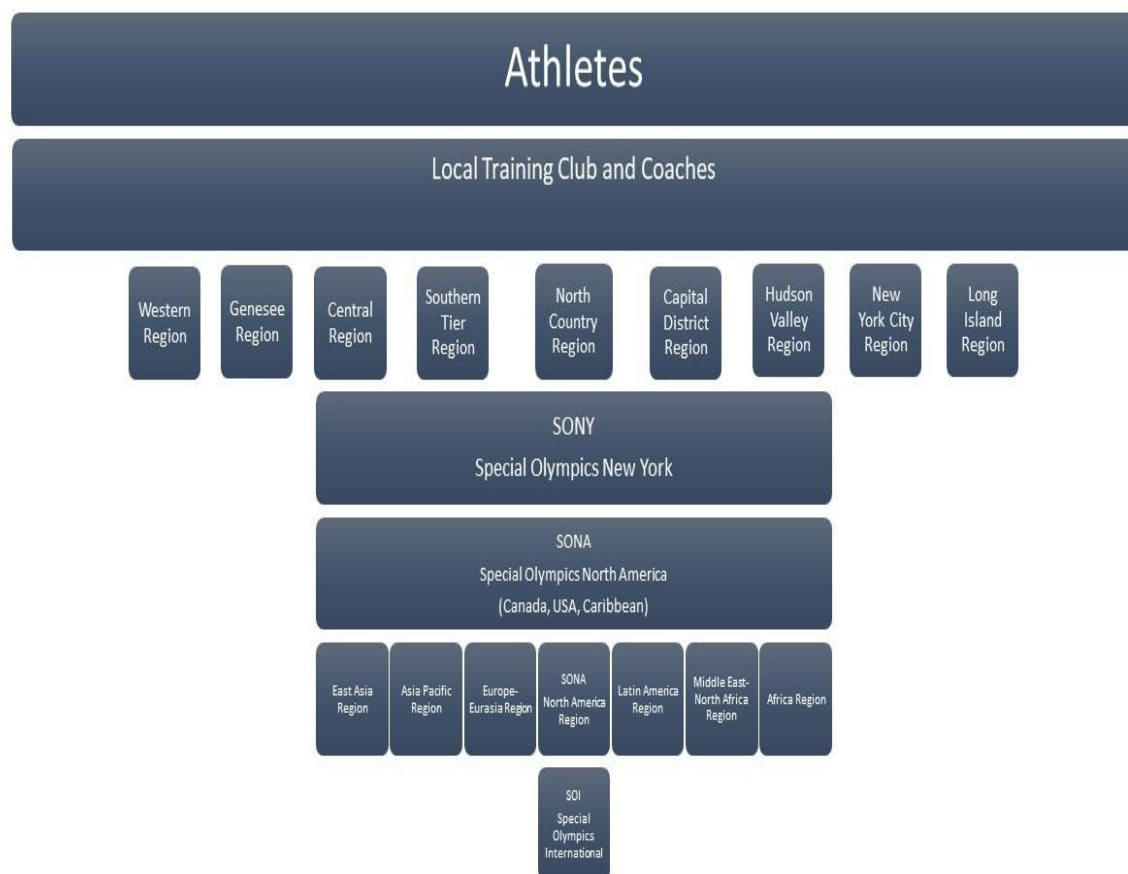 Athletes
Local Training Club and Coaches
Western
Region
Genesee
Region
Central
Region
Southern
Tier
Region
North
Country
Region
Capital
District
Region
Hudson
Valley
Region
New
York City
Region
Long
Island
Region
SONY
Special Olympics New York
SONA
Special Olympics North America
(Canada, USA, Caribbean)
East Asia
Region
Asia Pacific
Region
Europe-
Eurasia Region
SONA
North America
Region
Latin America
Region
Middle East-
North Africa
Region
Africa Region
SOI
Special
Olympics
International